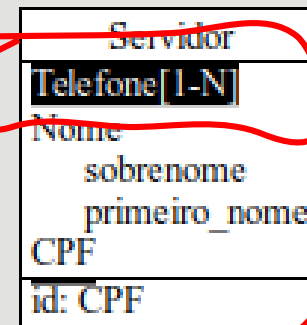 Servidor
Telefone[1-N]
Nome
sobrenome
primeiro_nome
CPF
id: CPF